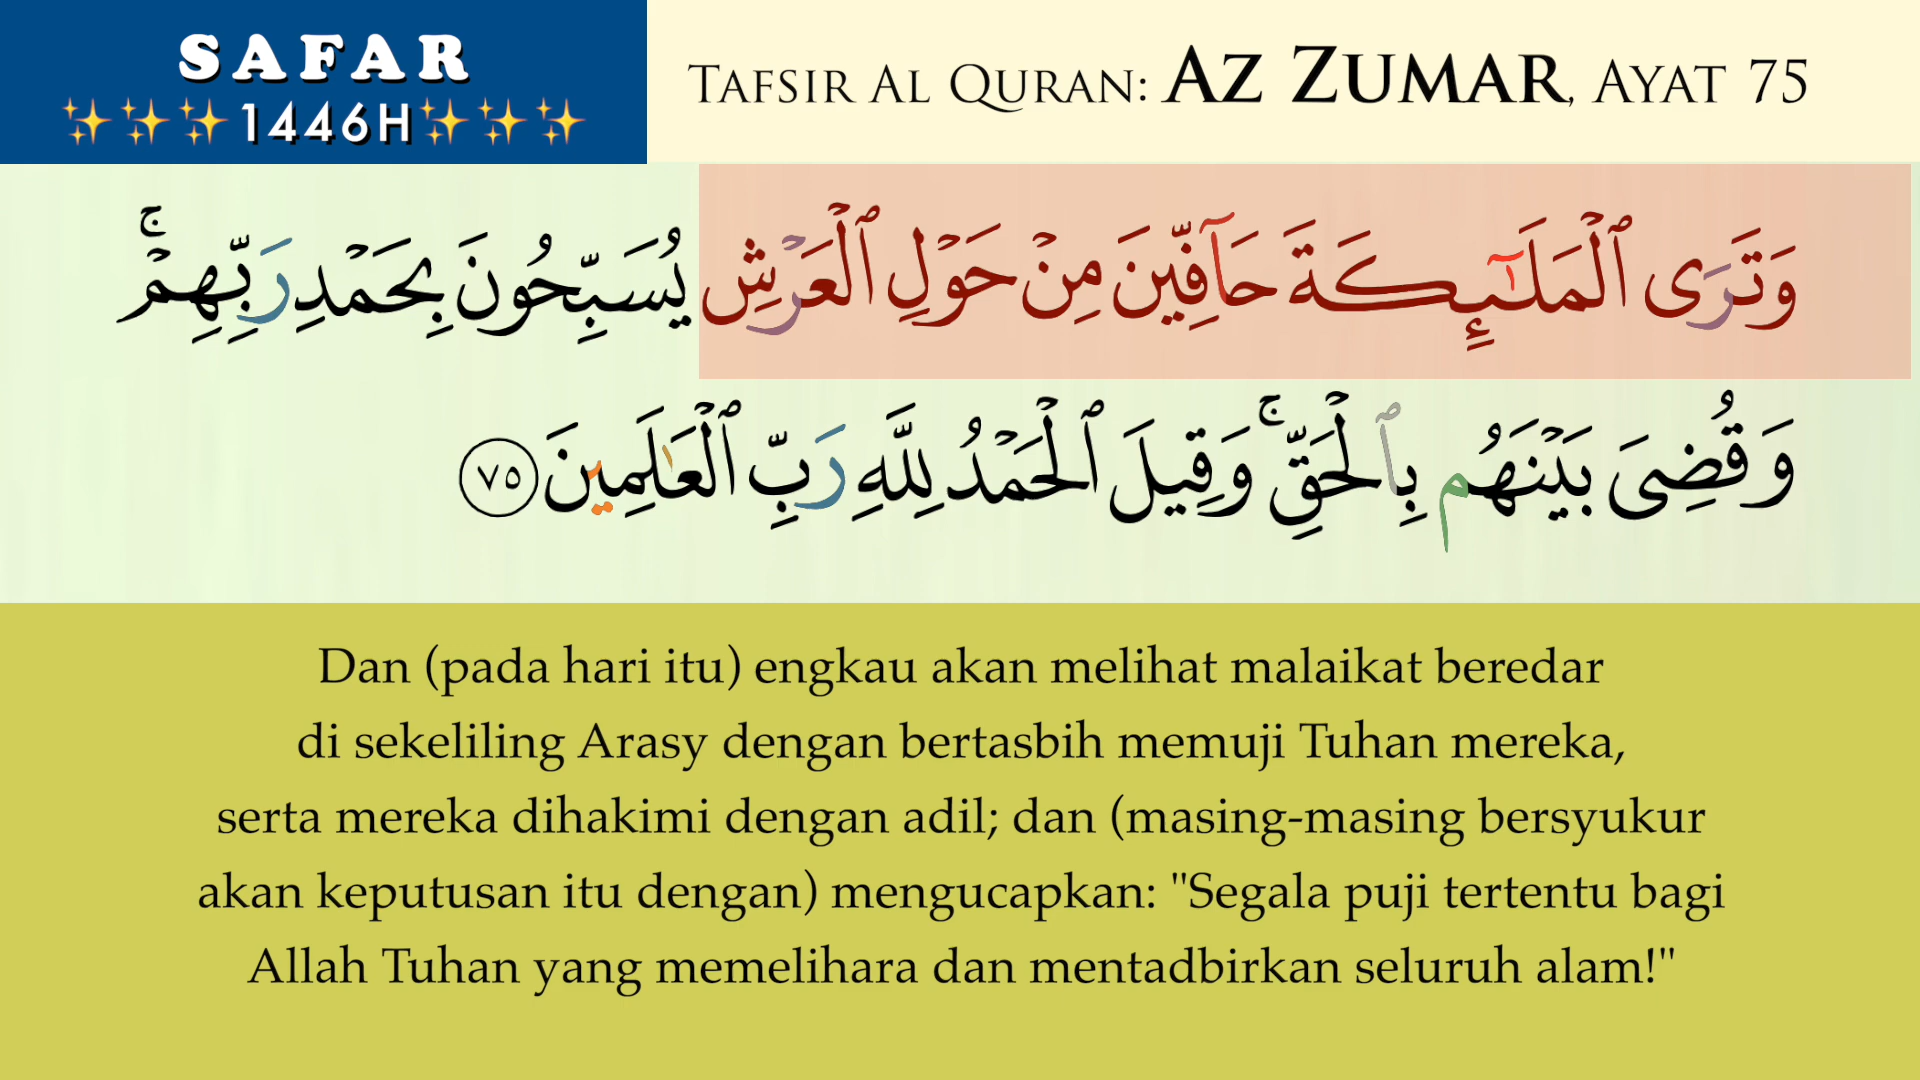 SAFAR
✨✨✨1446H✨✨✨
TAFSIR AL QURAN: AZ ZUMAR, AYAT 75
وَتَرَى ٱلْمَلَـٰٓئِكَةَ حَآفِّينَ مِنْ حَوْلِ ٱلْعَرْشِ يُسَبِّحُونَ بِحَمْدِ رَبِّهِمْ ۚ
وَقُضِىَ بَيْنَهُم بِٱلْحَقِّ ۚ وَقِيلَ ٱلْحَمْدُ لِلَّهِ رَبِّ ٱلْعَـٰلَمِينَ ٧٥
Dan (pada hari itu) engkau akan melihat malaikat beredar
di sekeliling Arasy dengan bertasbih memuji Tuhan mereka,
serta mereka dihakimi dengan adil; dan (masing-masing bersyukur
akan keputusan itu dengan) mengucapkan: "Segala puji tertentu bagi
Allah Tuhan yang memelihara dan mentadbirkan seluruh alam!"